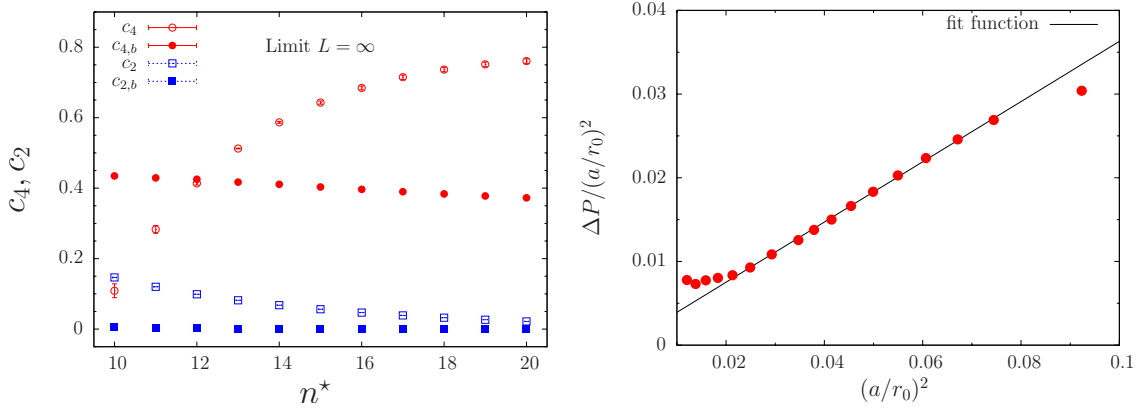 c₄
c₄,b
c₂
c₂,b
Limit L = ∞
0.8
0.6
0.4
0.2
0
c₄, c₂
10 12 14 16 18 20
n⋆
fit function
0.04
0.03
0.02
0.01
0
ΔP/(a/r₀)²
0.02 0.04 0.06 0.08 0.1
(a/r₀)²